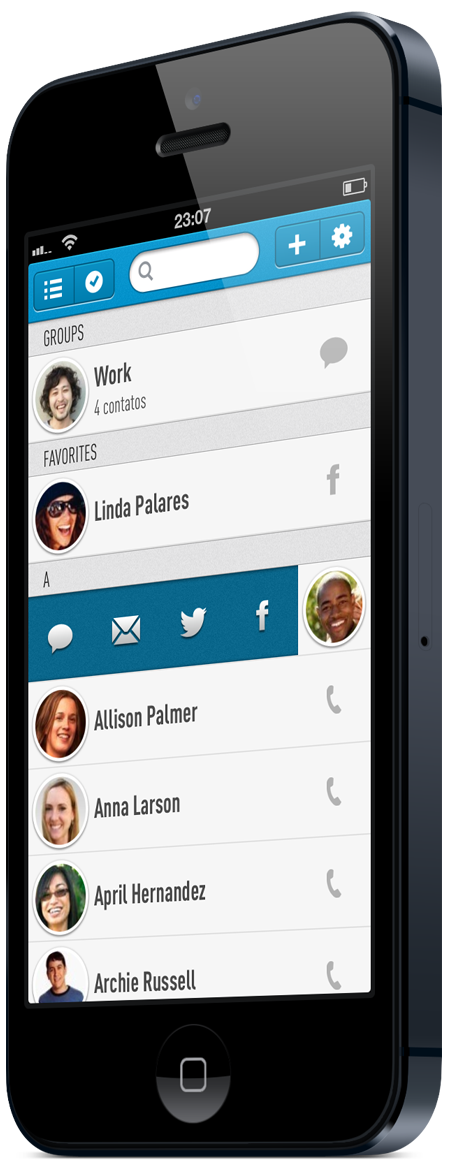 23:07
GROUPS
Work
4 contatos
FAVORITES
Linda Palares
A
Allison Palmer
Anna Larson
April Hernandez
Archie Russell